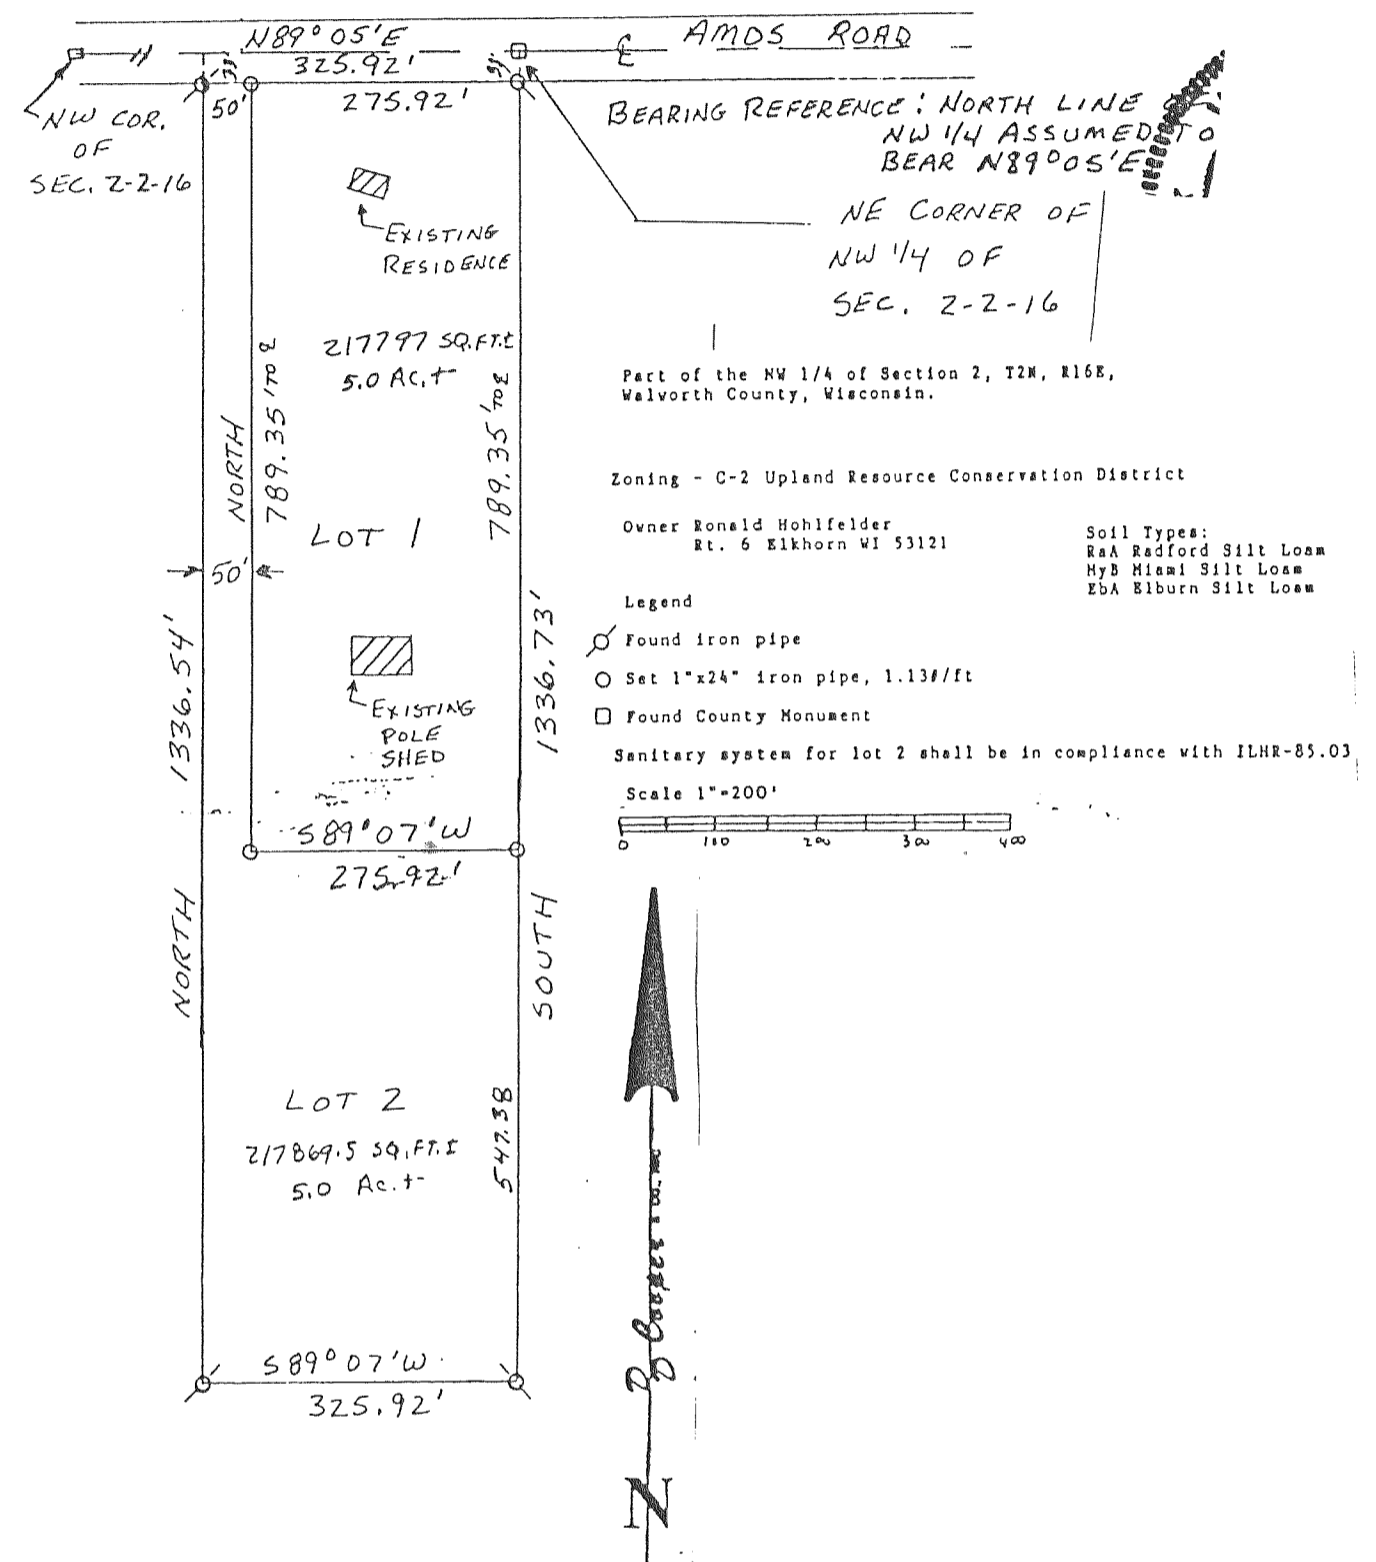 N89°05'E
325.92'
AMOS ROAD
℄
33'
33'
50'
275.92'
NW COR.
OF
SEC. 2-2-16
BEARING REFERENCE: NORTH LINE
NW 1/4 ASSUMED TO
BEAR N89°05'E
NE CORNER OF
NW 1/4 OF
SEC. 2-2-16
EXISTING
RESIDENCE
217797 SQ.FT.±
5.0 AC.±
NORTH
789.35'
789.35'
LOT 1
50'
1336.54'
1336.73'
EXISTING
POLE
SHED
S89°07'W
275.92'
NORTH
SOUTH
LOT 2
217869.5 SQ.FT.±
5.0 Ac.±
547.38
S89°07'W
325.92'
Part of the NW 1/4 of Section 2, T2N, R16E,
Walworth County, Wisconsin.
Zoning - C-2 Upland Resource Conservation District
Owner Ronald Hohlfelder
Rt. 6 Elkhorn WI 53121
Soil Types:
RaA Radford Silt Loam
MyB Miami Silt Loam
EbA Elburn Silt Loam
Legend
Found iron pipe
Set 1"x24" iron pipe, 1.13#/ft
Found County Monument
Sanitary system for lot 2 shall be in compliance with ILHR-85.03
Scale 1"=200'
0 100 200 300 400
N